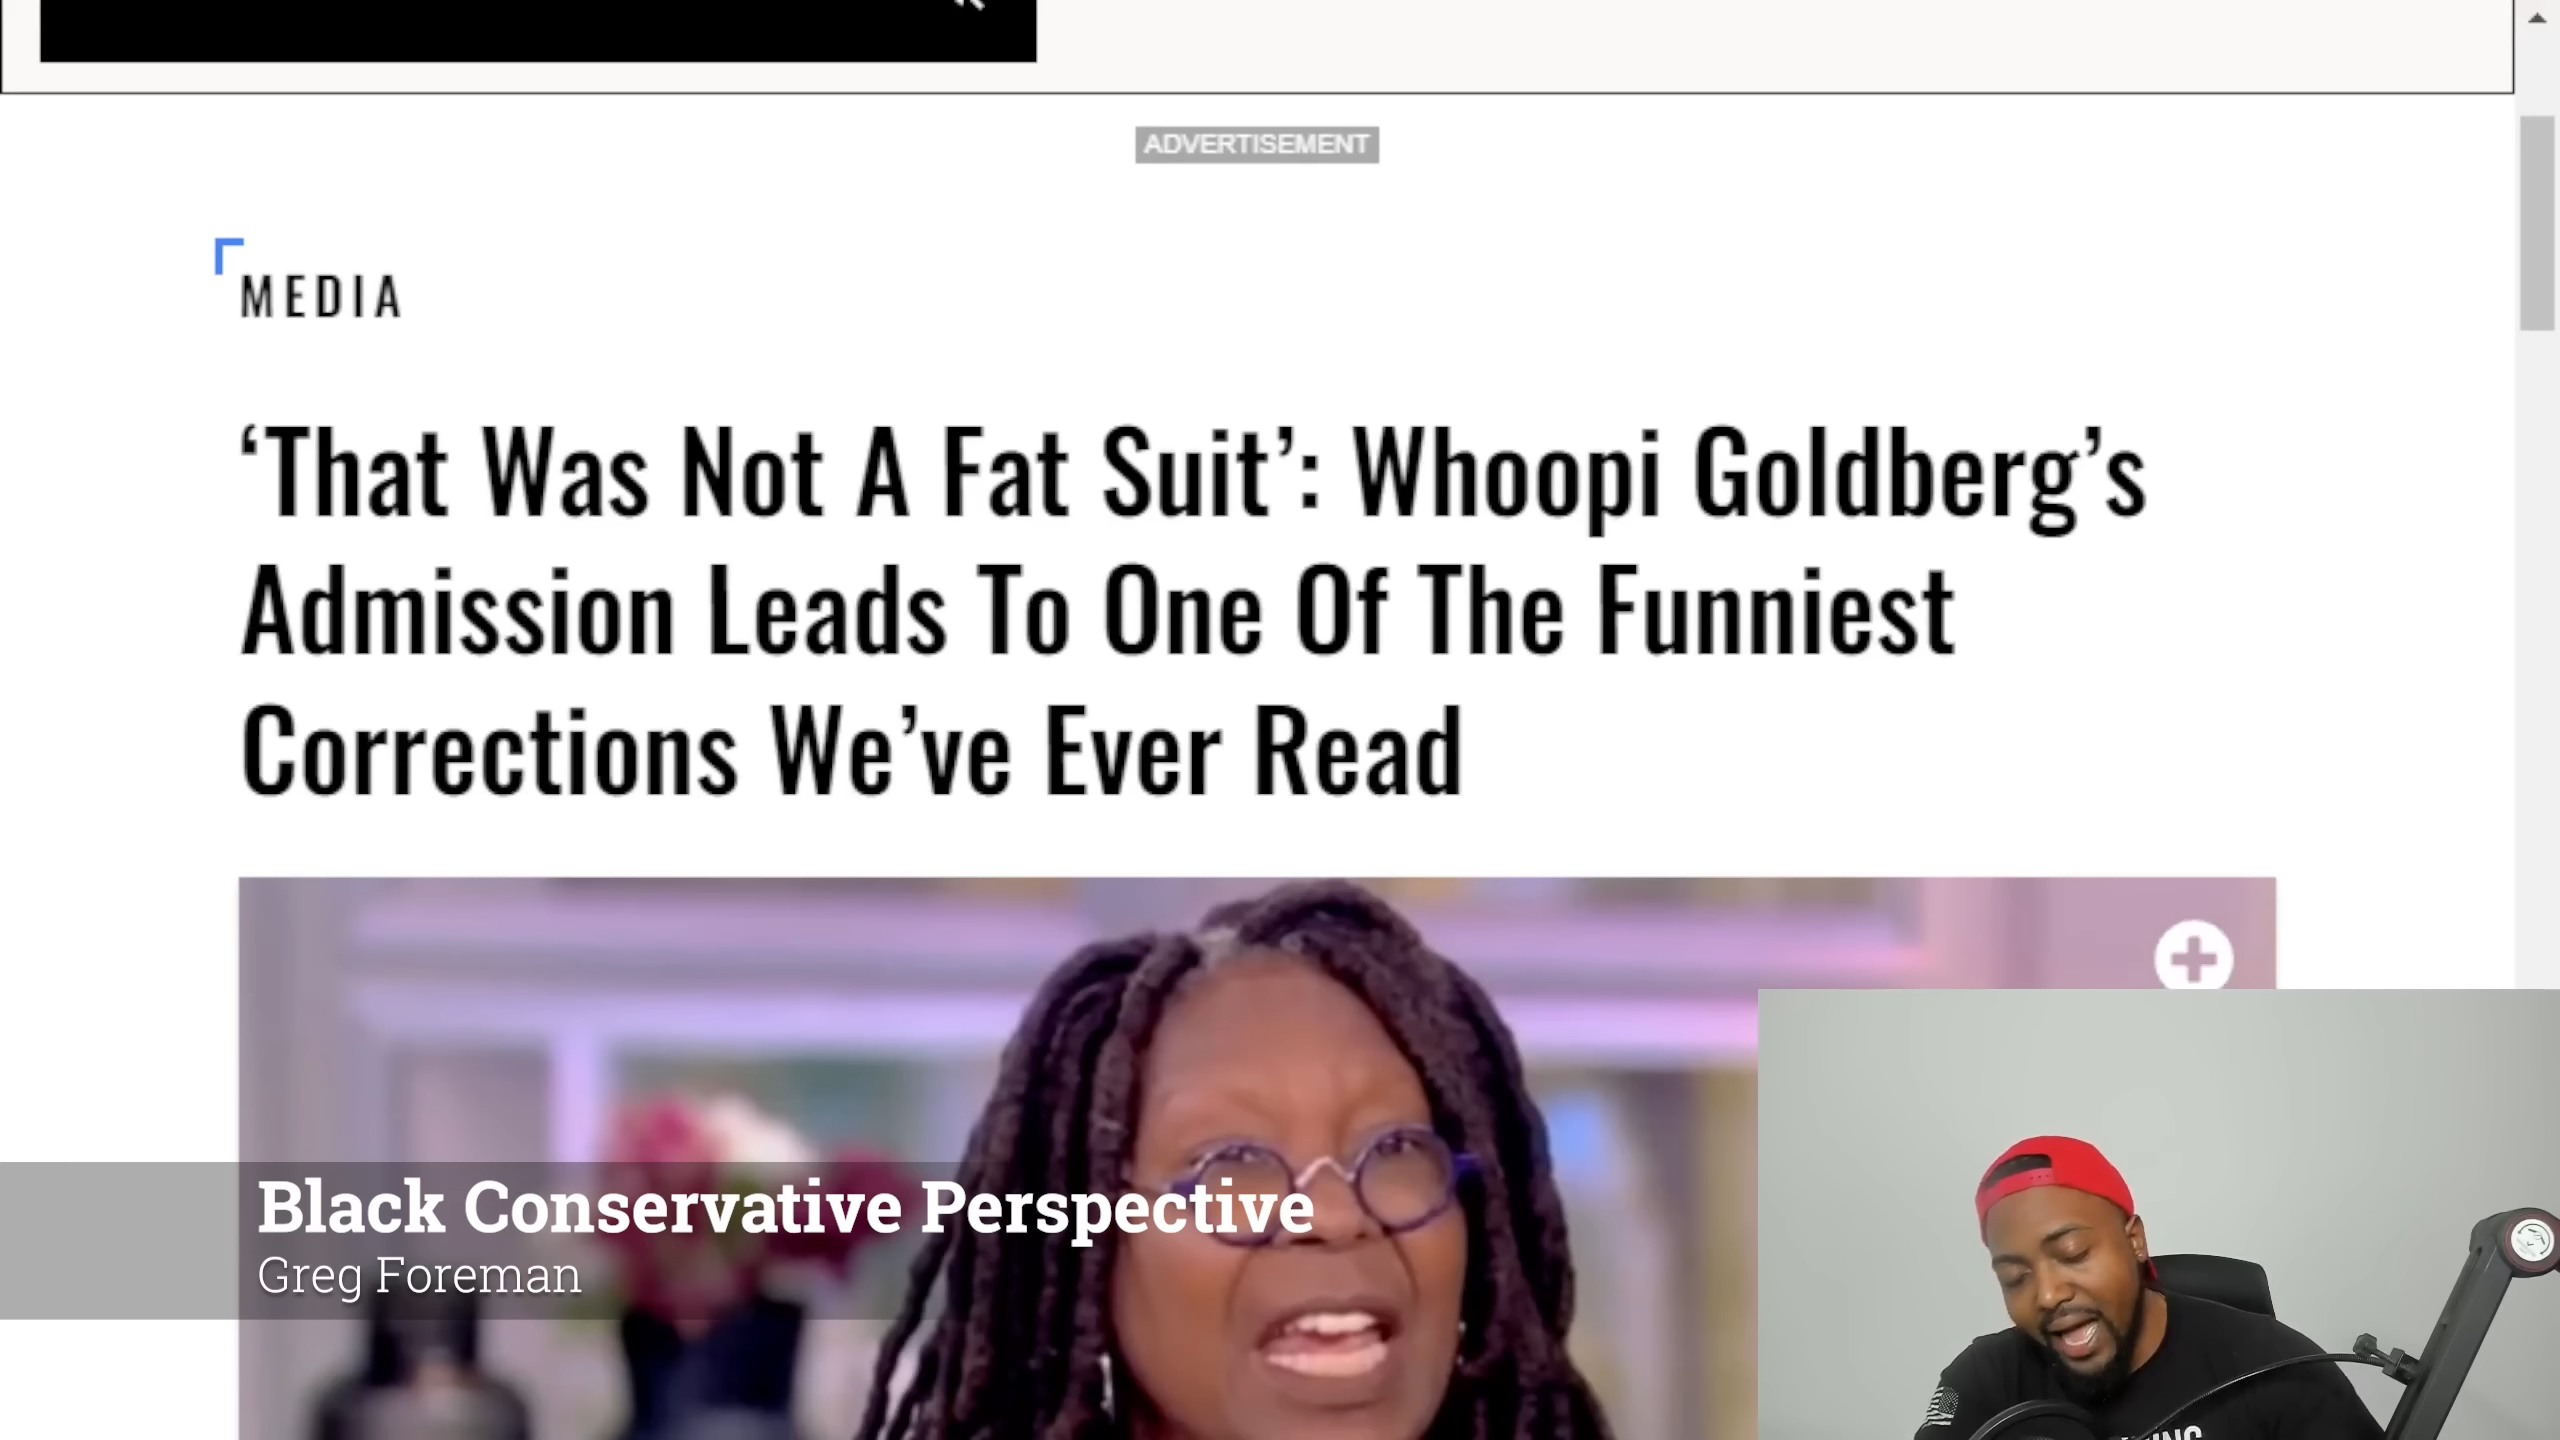 ADVERTISEMENT
MEDIA
‘That Was Not A Fat Suit’: Whoopi Goldberg’s
Admission Leads To One Of The Funniest
Corrections We’ve Ever Read
Black Conservative Perspective
Greg Foreman